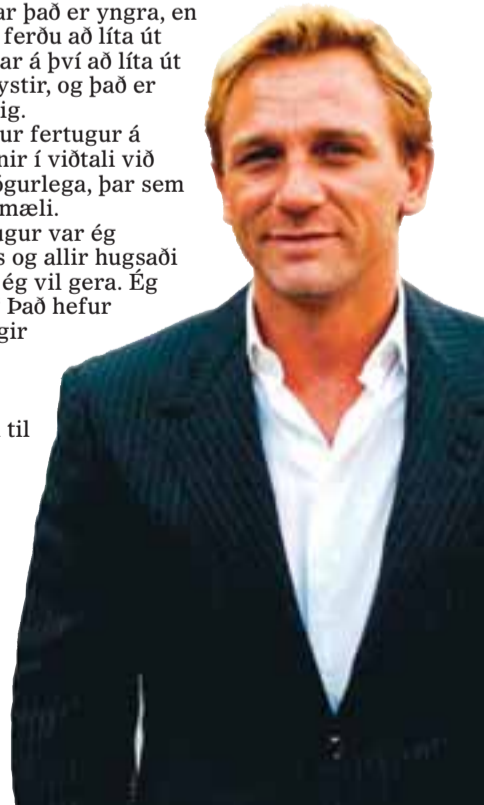 ar það er yngra, en
ferðu að líta út
ar á því að líta út
ystir, og það er
ig.
ur fertugur á
nir í viðtali við
ögurlega, þar sem
mæli.
ugur var ég
s og allir hugsaði
ég vil gera. Ég
Það hefur
gir
til